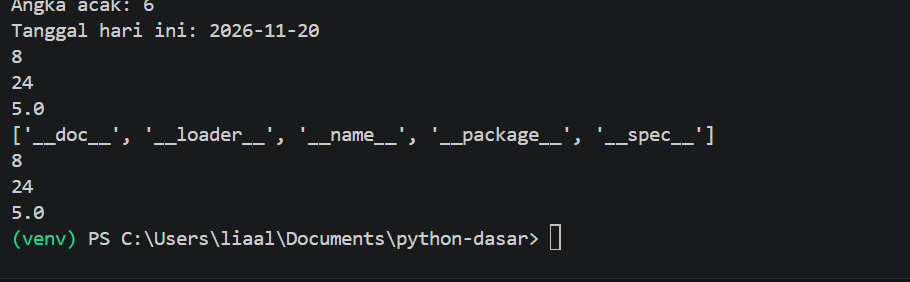 Angka acak: 6
Tanggal hari ini: 2026-11-20
8
24
5.0
['__doc__', '__loader__', '__name__', '__package__', '__spec__']
8
24
5.0
(venv) PS C:\Users\liaal\Documents\python-dasar>